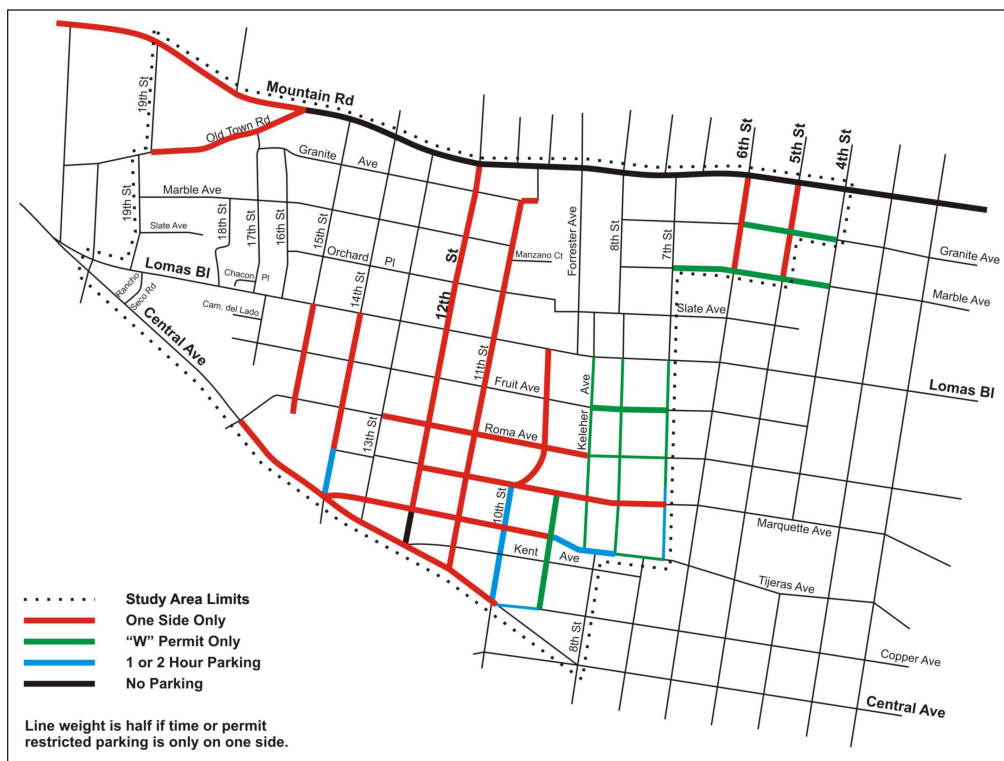 Mountain Rd
19th St
Old Town Rd
6th St
5th St
4th St
Granite Ave
Marble Ave
19th St
Slate Ave
18th St
17th St
16th St
15th St
Orchard Pl
12th St
Manzano Ct
Forrester Ave
8th St
7th St
Granite Ave
Lomas Bl
Chacon Pl
14th St
Marble Ave
Rancho
Seco Rd
Cam. del Lado
Slate Ave
Central Ave
11th St
Fruit Ave
Keleher Ave
Lomas Bl
13th St
Roma Ave
10th St
Marquette Ave
Kent Ave
Tijeras Ave
8th St
Copper Ave
Central Ave
Study Area Limits
One Side Only
“W” Permit Only
1 or 2 Hour Parking
No Parking
Line weight is half if time or permit
restricted parking is only on one side.